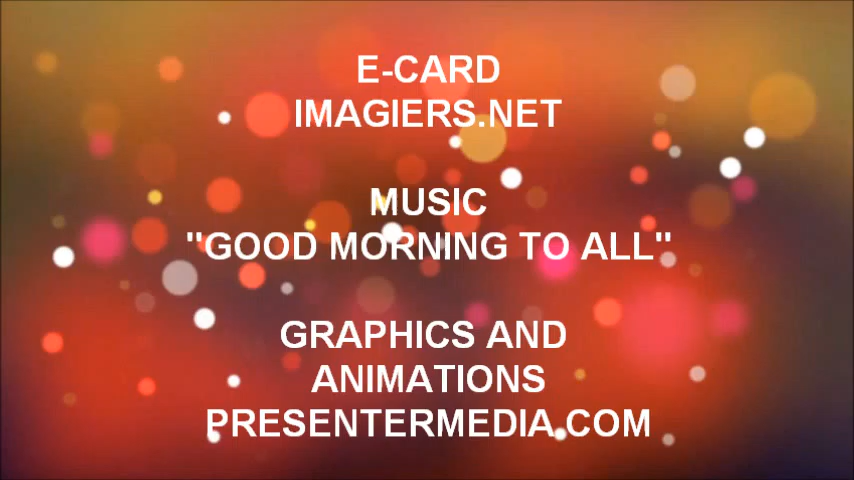 E-CARD
IMAGIERS.NET
MUSIC
"GOOD MORNING TO ALL"
GRAPHICS AND
ANIMATIONS
PRESENTERMEDIA.COM